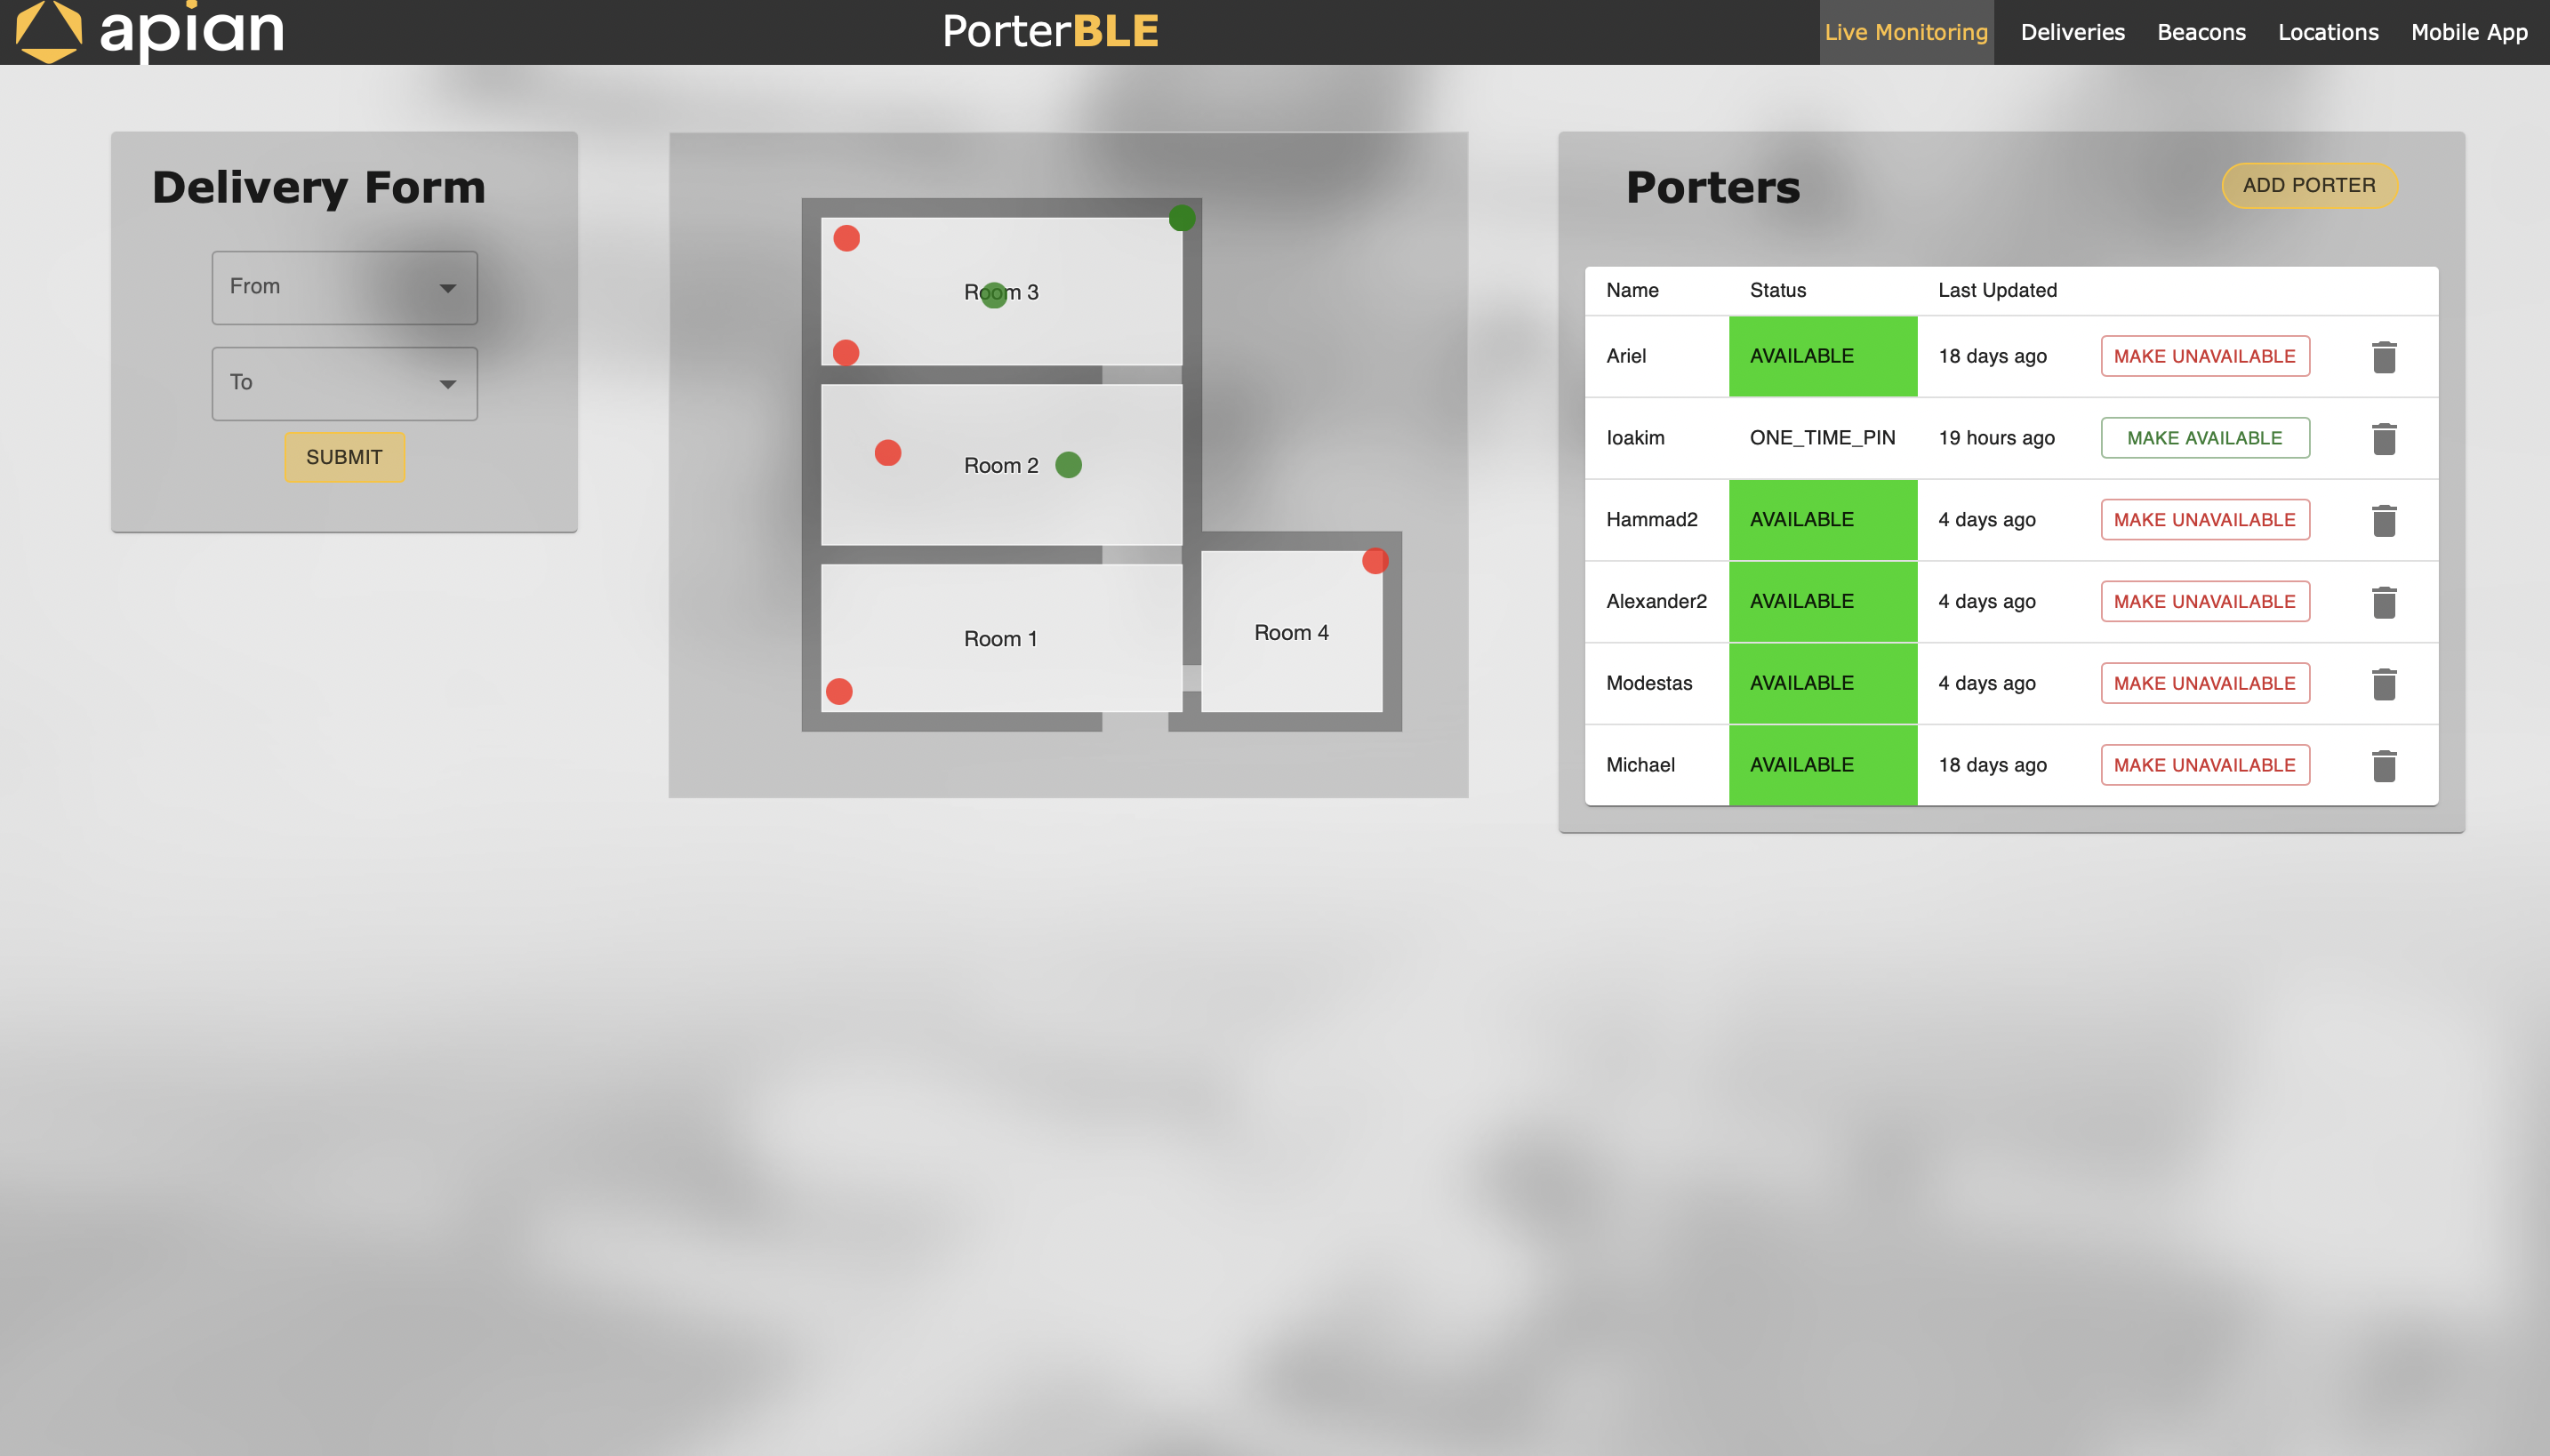 apian
PorterBLE
Live Monitoring Deliveries Beacons Locations Mobile App
Delivery Form
From
To
SUBMIT
Room 3
Room 2
Room 1
Room 4
Porters
ADD PORTER
Name Status Last Updated
Ariel AVAILABLE 18 days ago MAKE UNAVAILABLE
Ioakim ONE_TIME_PIN 19 hours ago MAKE AVAILABLE
Hammad2 AVAILABLE 4 days ago MAKE UNAVAILABLE
Alexander2 AVAILABLE 4 days ago MAKE UNAVAILABLE
Modestas AVAILABLE 4 days ago MAKE UNAVAILABLE
Michael AVAILABLE 18 days ago MAKE UNAVAILABLE